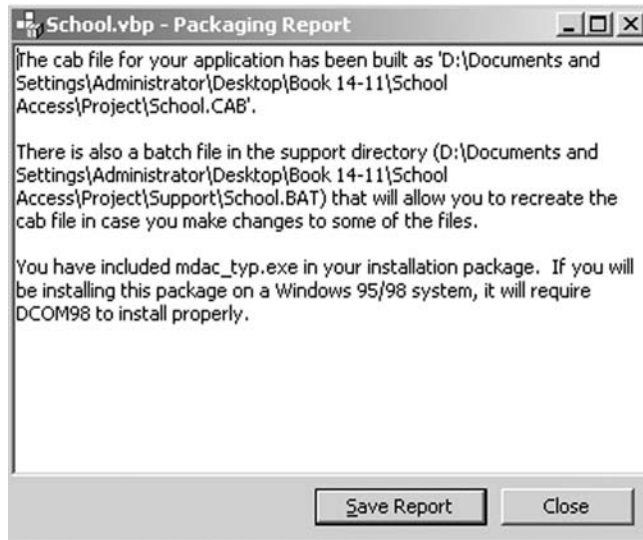 School.vbp - Packaging Report
The cab file for your application has been built as 'D:\Documents and
Settings\Administrator\Desktop\Book 14-11\School
Access\Project\School.CAB'.
There is also a batch file in the support directory (D:\Documents and
Settings\Administrator\Desktop\Book 14-11\School
Access\Project\Support\School.BAT) that will allow you to recreate the
cab file in case you make changes to some of the files.
You have included mdac_typ.exe in your installation package.  If you will
be installing this package on a Windows 95/98 system, it will require
DCOM98 to install properly.
Save Report
Close